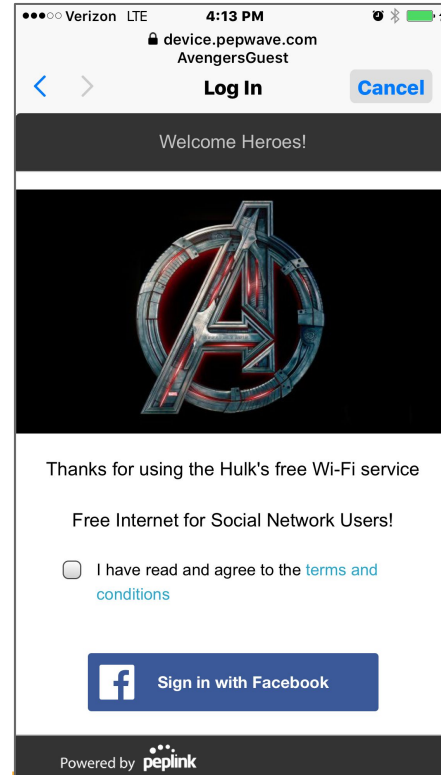 Verizon LTE 4:13 PM
device.pepwave.com
AvengersGuest
Log In Cancel
Welcome Heroes!
Thanks for using the Hulk's free Wi-Fi service
Free Internet for Social Network Users!
I have read and agree to the terms and
conditions
f Sign in with Facebook
Powered by peplink